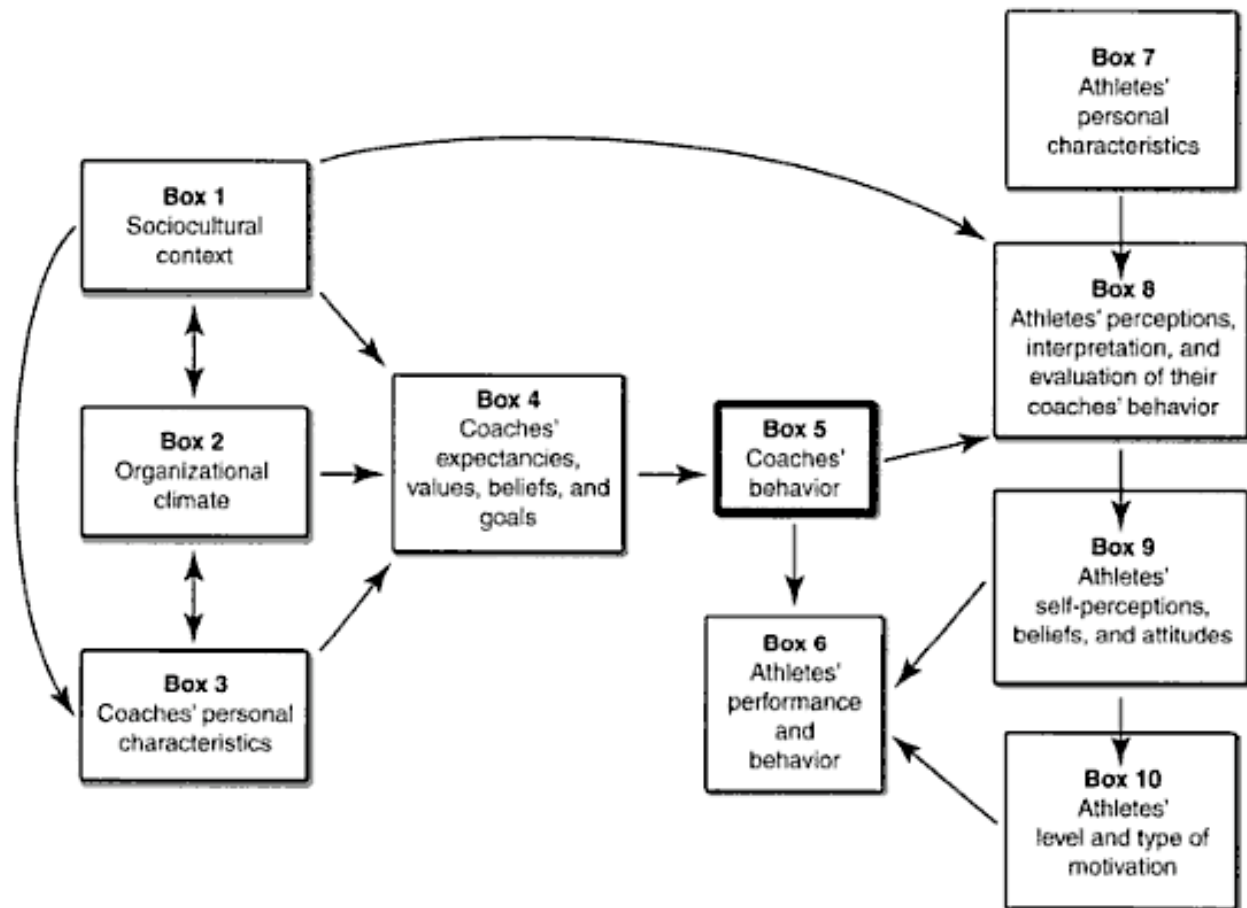 Box 1
Sociocultural
context
Box 2
Organizational
climate
Box 3
Coaches' personal
characteristics
Box 4
Coaches'
expectancies,
values, beliefs, and
goals
Box 5
Coaches'
behavior
Box 6
Athletes'
performance
and
behavior
Box 7
Athletes'
personal
characteristics
Box 8
Athletes' perceptions,
interpretation, and
evaluation of their
coaches' behavior
Box 9
Athletes'
self-perceptions,
beliefs, and attitudes
Box 10
Athletes'
level and type of
motivation